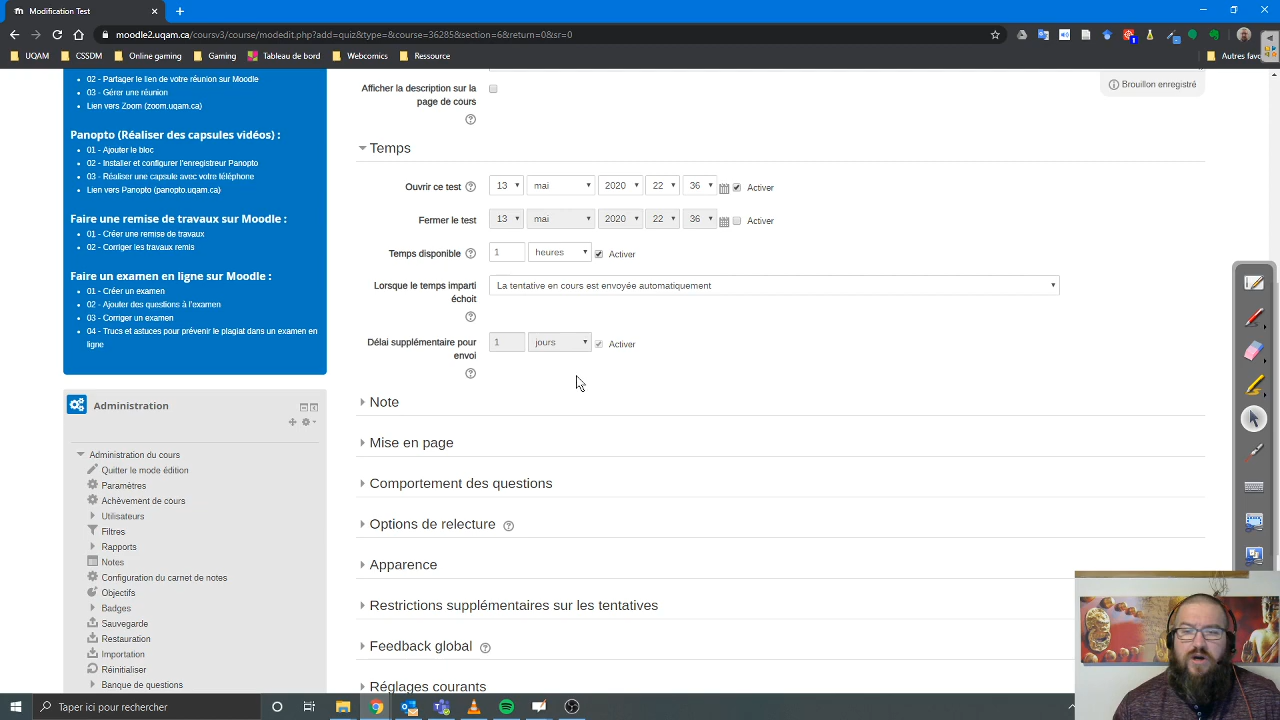 Modification Test
moodle2.uqam.ca/coursv3/course/modedit.php?add=quiz&type=&course=36285&section=6&return=0&sr=0
UQAM CSSDM Online gaming Gaming Tableau de bord Webcomics Ressource Autres favo
02 - Partager le lien de votre réunion sur Moodle
03 - Gérer une réunion
Lien vers Zoom (zoom.uqam.ca)
Panopto (Réaliser des capsules vidéos) :
01 - Ajouter le bloc
02 - Installer et configurer l'enregistreur Panopto
03 - Réaliser une capsule avec votre téléphone
Lien vers Panopto (panopto.uqam.ca)
Faire une remise de travaux sur Moodle :
01 - Créer une remise de travaux
02 - Corriger les travaux remis
Faire un examen en ligne sur Moodle :
01 - Créer un examen
02 - Ajouter des questions à l'examen
03 - Corriger un examen
04 - Trucs et astuces pour prévenir le plagiat dans un examen en
ligne
Administration
Administration du cours
Quitter le mode édition
Paramètres
Achèvement de cours
Utilisateurs
Filtres
Rapports
Notes
Configuration du carnet de notes
Objectifs
Badges
Sauvegarde
Restauration
Importation
Réinitialiser
Banque de questions
Afficher la description sur la
page de cours
Brouillon enregistré
Temps
Ouvrir ce test 13 mai 2020 22 36 Activer
Fermer le test 13 mai 2020 22 36 Activer
Temps disponible 1 heures Activer
Lorsque le temps imparti
échoit
La tentative en cours est envoyée automatiquement
Délai supplémentaire pour
envoi
1 jours Activer
Note
Mise en page
Comportement des questions
Options de relecture
Apparence
Restrictions supplémentaires sur les tentatives
Feedback global
Réglages courants
Taper ici pour rechercher